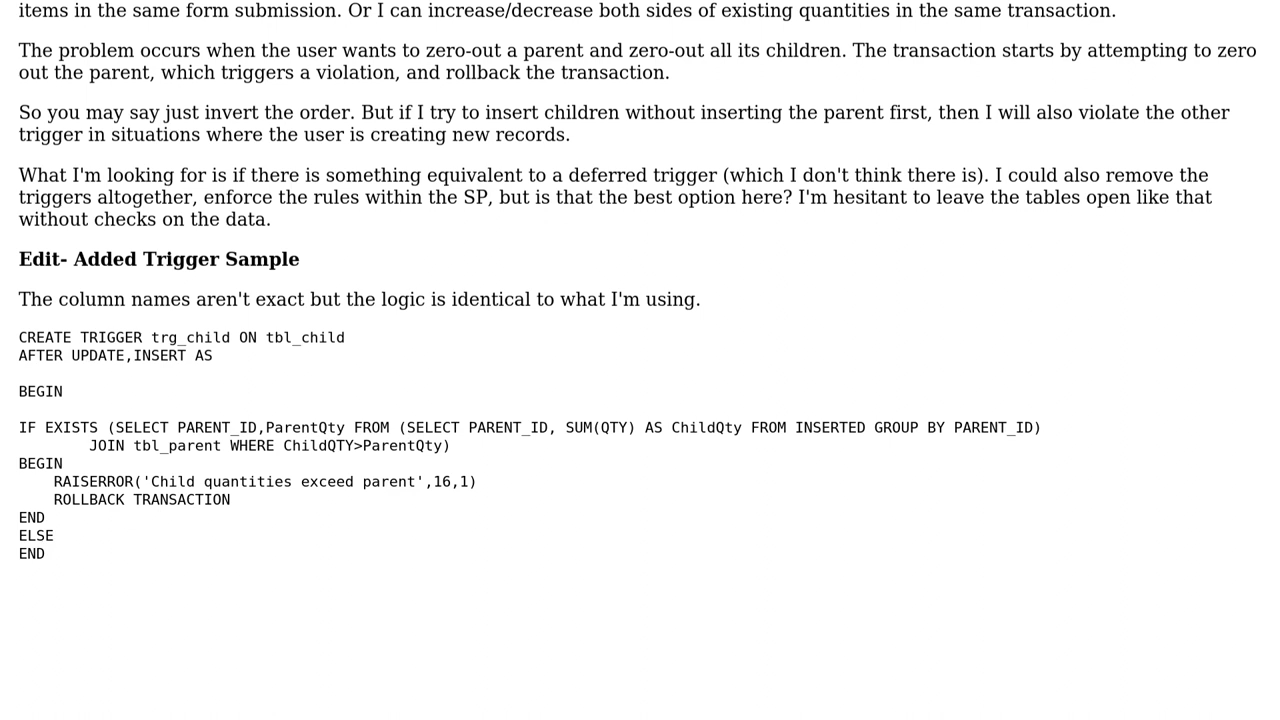 items in the same form submission. Or I can increase/decrease both sides of existing quantities in the same transaction.
The problem occurs when the user wants to zero-out a parent and zero-out all its children. The transaction starts by attempting to zero
out the parent, which triggers a violation, and rollback the transaction.
So you may say just invert the order. But if I try to insert children without inserting the parent first, then I will also violate the other
trigger in situations where the user is creating new records.
What I'm looking for is if there is something equivalent to a deferred trigger (which I don't think there is). I could also remove the
triggers altogether, enforce the rules within the SP, but is that the best option here? I'm hesitant to leave the tables open like that
without checks on the data.
Edit- Added Trigger Sample
The column names aren't exact but the logic is identical to what I'm using.
CREATE TRIGGER trg_child ON tbl_child
AFTER UPDATE,INSERT AS
BEGIN
IF EXISTS (SELECT PARENT_ID,ParentQty FROM (SELECT PARENT_ID, SUM(QTY) AS ChildQty FROM INSERTED GROUP BY PARENT_ID)
        JOIN tbl_parent WHERE ChildQTY>ParentQty)
BEGIN
    RAISERROR('Child quantities exceed parent',16,1)
    ROLLBACK TRANSACTION
END
ELSE
END